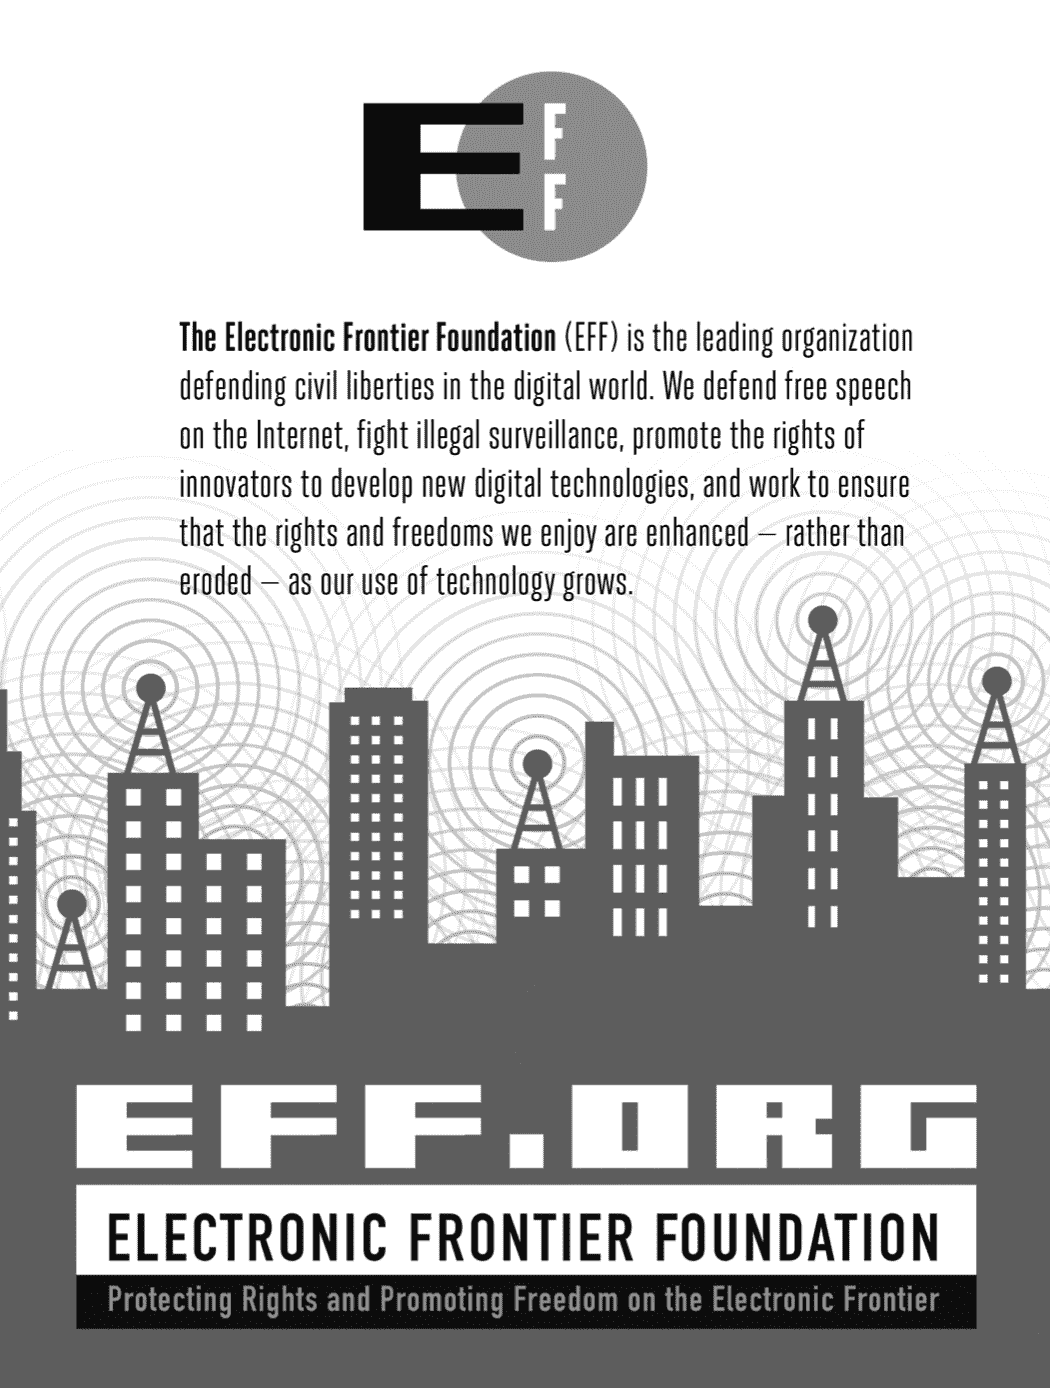 E F
F
The Electronic Frontier Foundation (EFF) is the leading organization
defending civil liberties in the digital world. We defend free speech
on the Internet, fight illegal surveillance, promote the rights of
innovators to develop new digital technologies, and work to ensure
that the rights and freedoms we enjoy are enhanced – rather than
eroded – as our use of technology grows.
EFF.ORG
ELECTRONIC FRONTIER FOUNDATION
Protecting Rights and Promoting Freedom on the Electronic Frontier